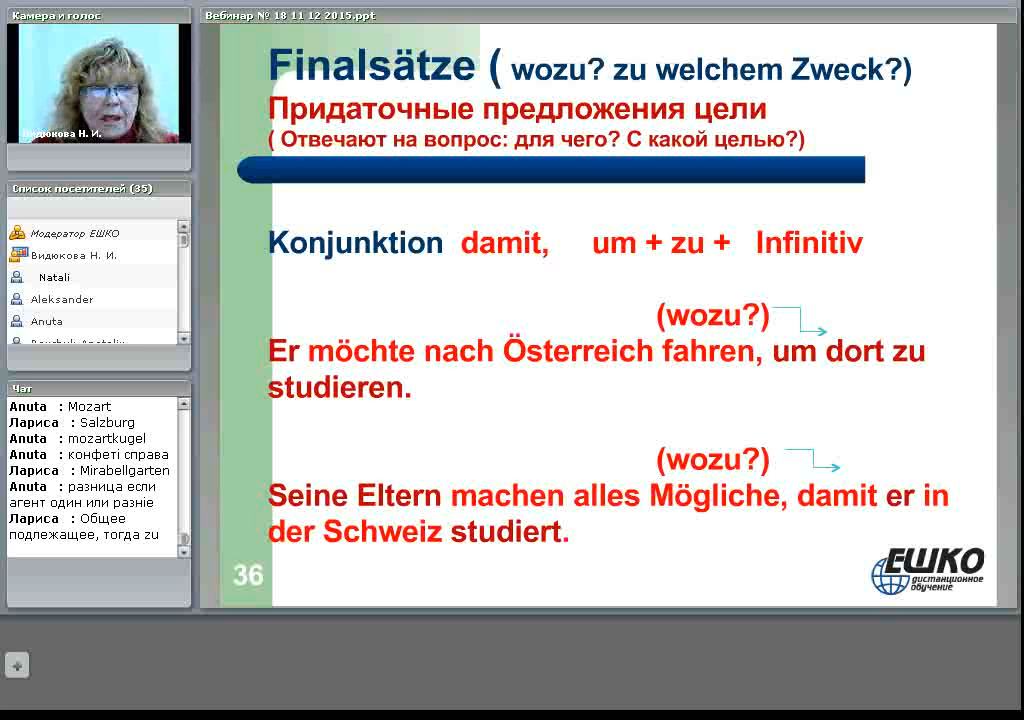 Камера и голос
Видюкова Н. И.
Список посетителей (35)
Модератор ЕШКО
Видюкова Н. И.
Natali
Aleksander
Anuta
Чат
Anuta : Mozart
Лариса : Salzburg
Anuta : mozartkugel
Anuta : конфеті справа
Лариса : Mirabellgarten
Anuta : разница если
агент один или разніе
Лариса : Общее
подлежащее, тогда zu
Вебинар № 18 11 12 2015.ppt
Finalsätze ( wozu? zu welchem Zweck?)
Придаточные предложения цели
( Отвечают на вопрос: для чего? С какой целью?)
Konjunktion damit, um + zu + Infinitiv
(wozu?)
Er möchte nach Österreich fahren, um dort zu
studieren.
(wozu?)
Seine Eltern machen alles Mögliche, damit er in
der Schweiz studiert.
36
ЕШКО
дистанционное
обучение